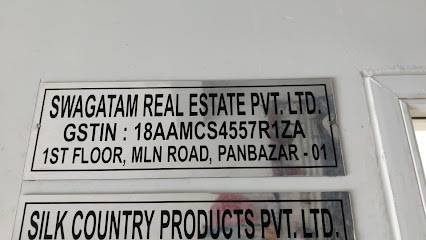 SWAGATAM REAL ESTATE PVT. LTD.
GSTIN : 18AAMCS4557R1ZA
1ST FLOOR, MLN ROAD, PANBAZAR - 01
SILK COUNTRY PRODUCTS PVT. LTD.